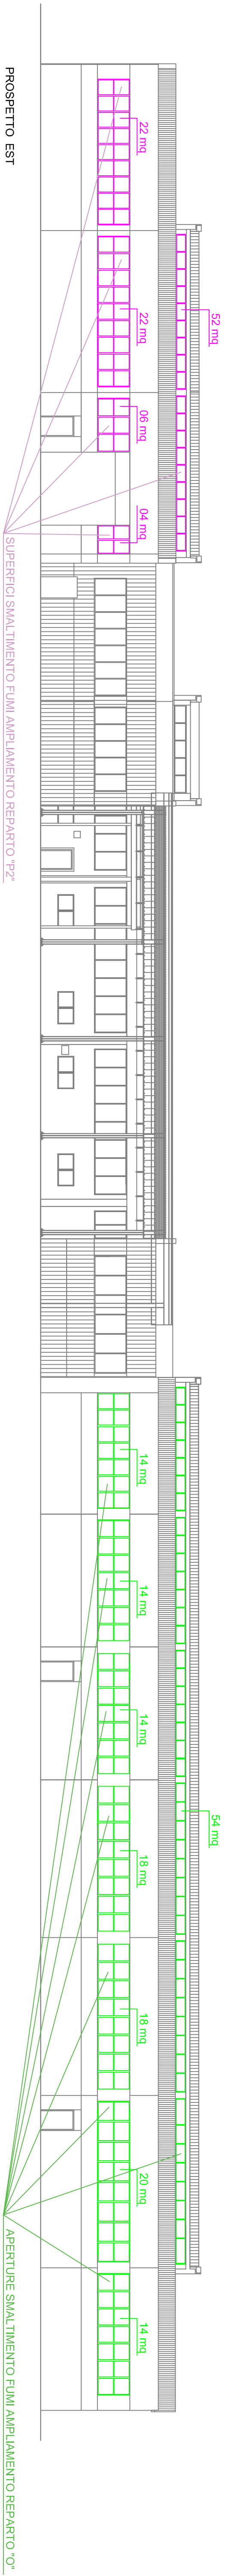 52 mq
22 mq
22 mq
06 mq
04 mq
54 mq
14 mq
14 mq
14 mq
18 mq
18 mq
20 mq
14 mq
PROSPETTO EST
SUPERFICI SMALTIMENTO FUMI AMPLIAMENTO REPARTO "P2"
APERTURE SMALTIMENTO FUMI AMPLIAMENTO REPARTO "O"